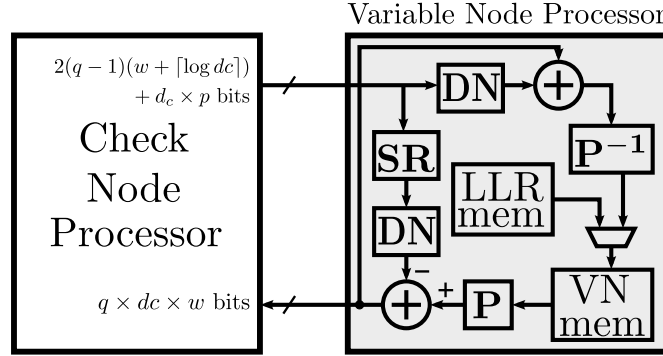 Variable Node Processor
2(q − 1)(w + ⌈log dc⌉)
+ d_c × p bits
Check
Node
Processor
q × dc × w bits
DN
+
P⁻¹
SR
LLR
mem
DN
−
+
+
P
VN
mem